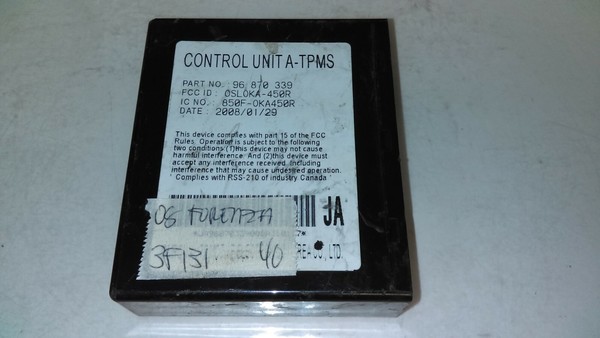 CONTROL UNIT A-TPMS
PART NO: 96 870 339
FCC ID: OSLOKA-450R
IC NO.: 850F-OKA450R
DATE: 2008/01/29
This device complies with part 15 of the FCC
Rules. Operation is subject to the following
two conditions:(1)this device may not cause
harmful interference. And (2)this device must
accept any interference received. including
interference that may cause undesired operation.
Complies with RSS-210 of industry Canada
JA
LTD.
3F131 40